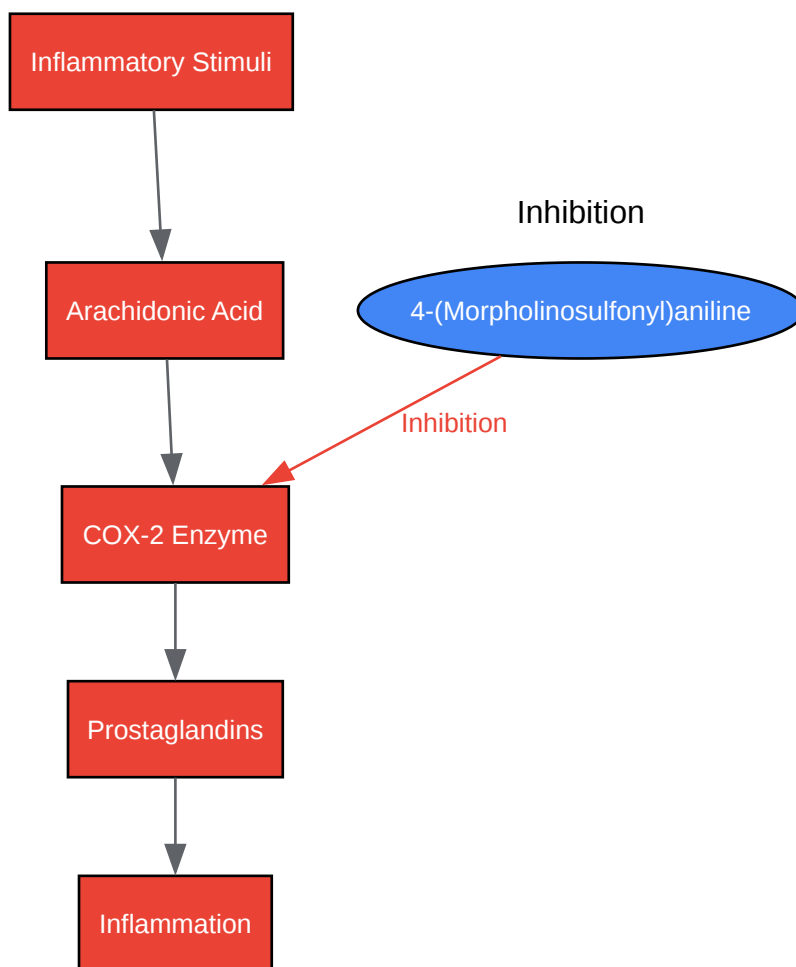 Inflammatory Stimuli
Inhibition
Arachidonic Acid
4-(Morpholinosulfonyl)aniline
Inhibition
COX-2 Enzyme
Prostaglandins
Inflammation